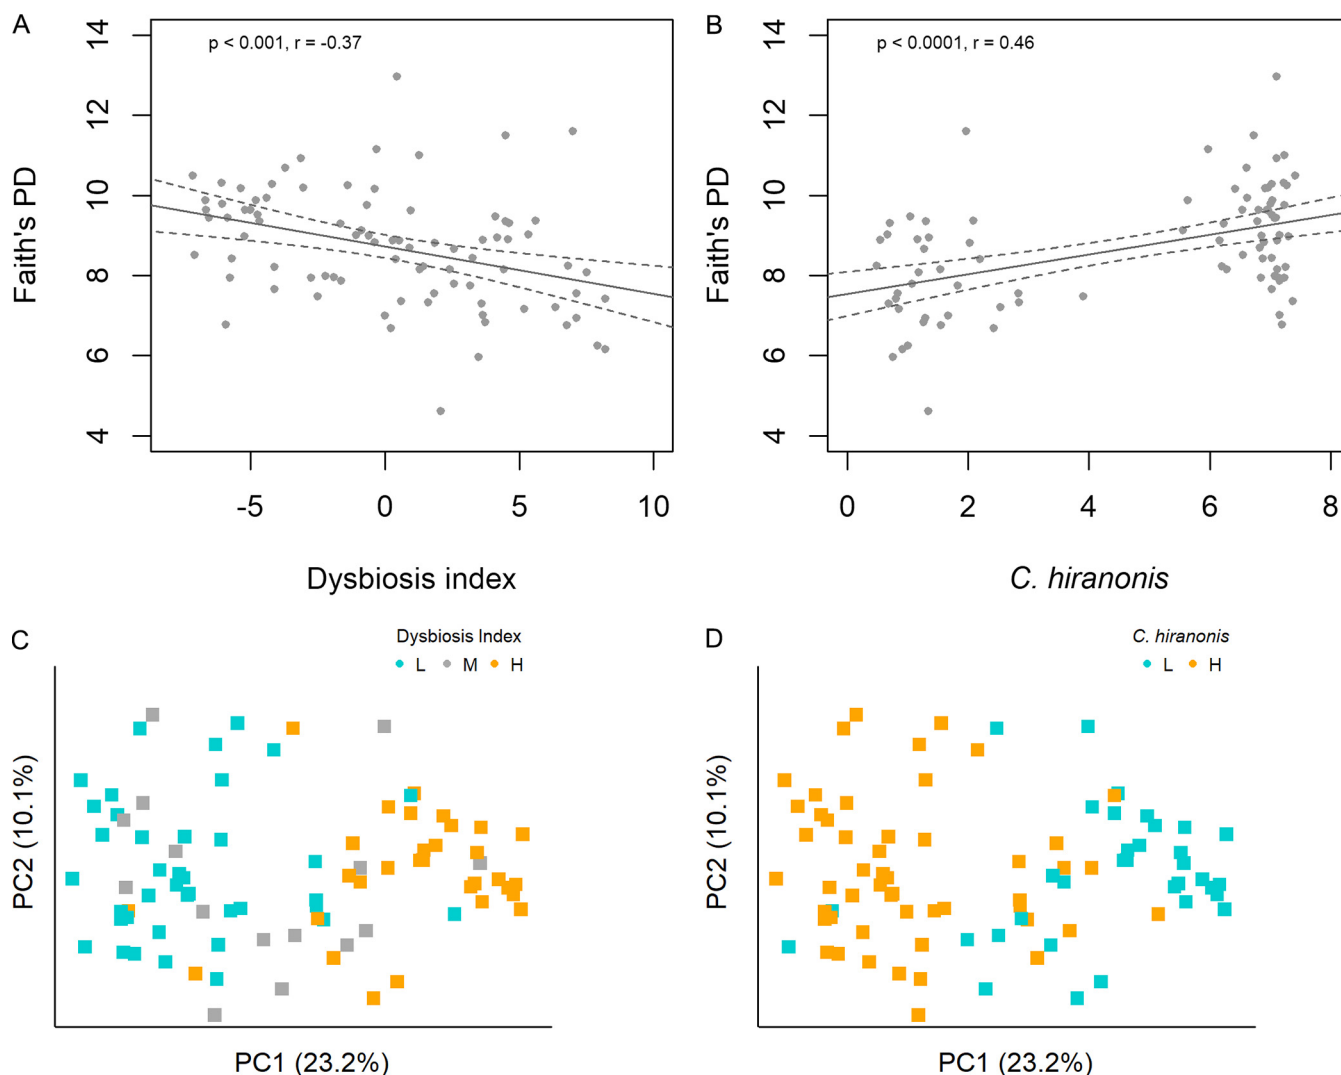 A
p < 0.001, r = -0.37
14
12
10
8
6
4
Faith's PD
-5
0
5
10
Dysbiosis index
B
p < 0.0001, r = 0.46
14
12
10
8
6
4
Faith's PD
0
2
4
6
8
C. hiranonis
C
Dysbiosis Index
L M H
PC2 (10.1%)
PC1 (23.2%)
D
C. hiranonis
L H
PC2 (10.1%)
PC1 (23.2%)